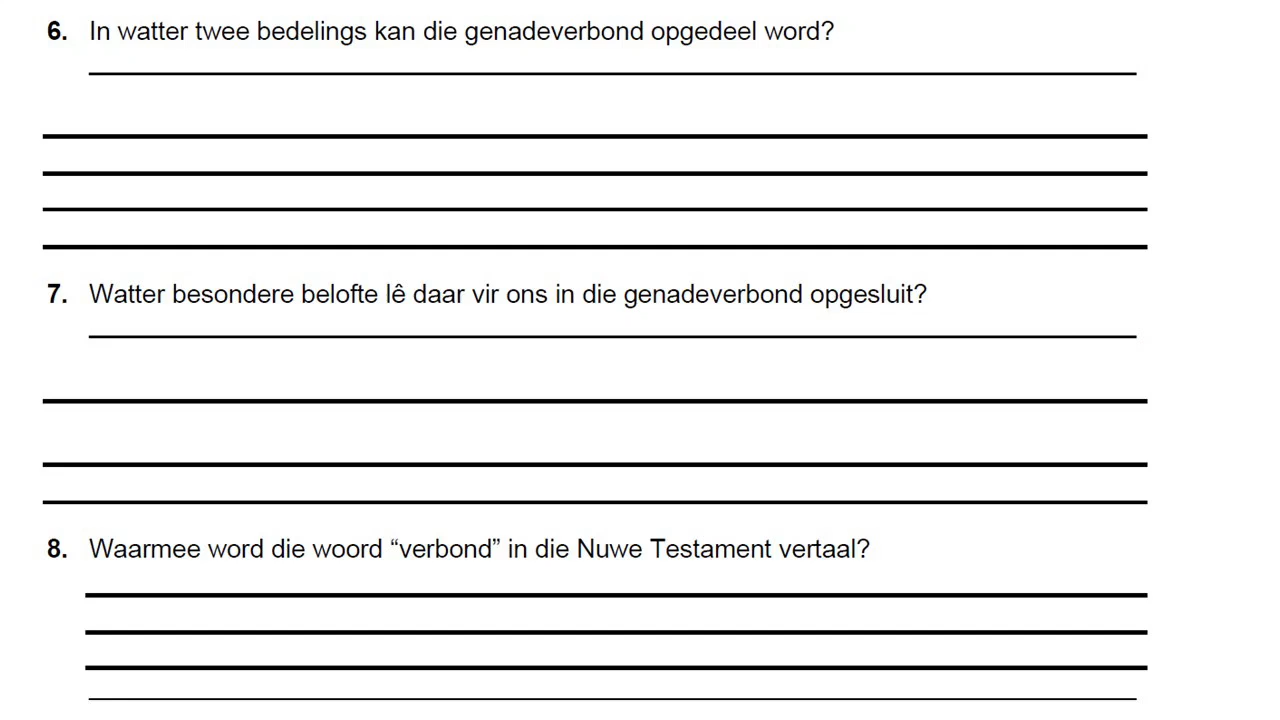 6. In watter twee bedelings kan die genadeverbond opgedeel word?
7. Watter besondere belofte lê daar vir ons in die genadeverbond opgesluit?
8. Waarmee word die woord “verbond” in die Nuwe Testament vertaal?